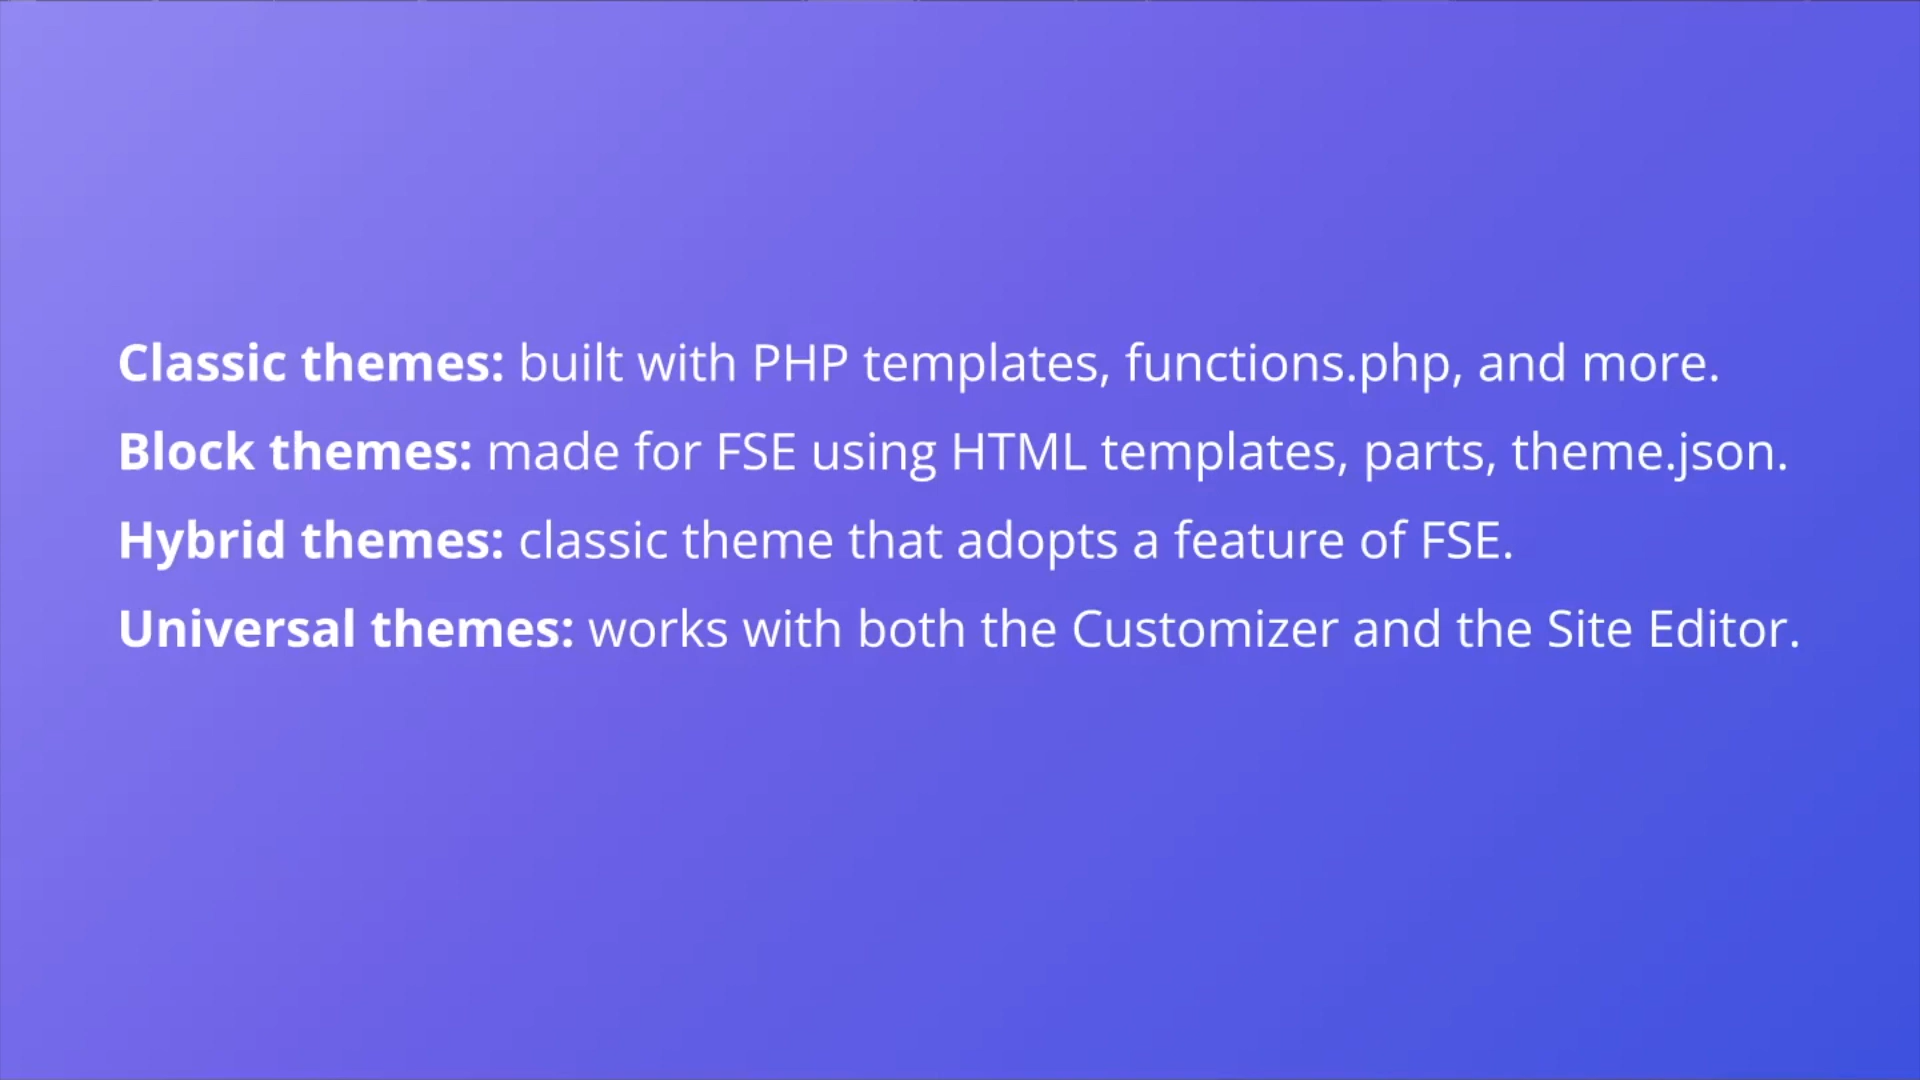 Classic themes: built with PHP templates, functions.php, and more.
Block themes: made for FSE using HTML templates, parts, theme.json.
Hybrid themes: classic theme that adopts a feature of FSE.
Universal themes: works with both the Customizer and the Site Editor.